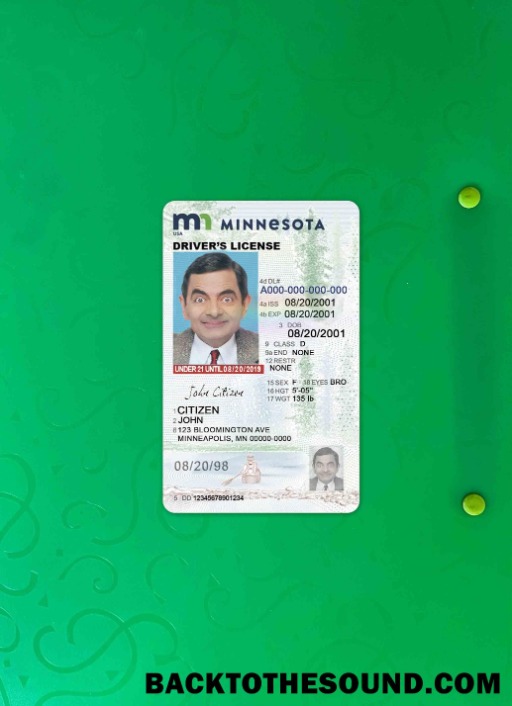 mn MINNESOTA
USA
DRIVER'S LICENSE
4d DL#
A000-000-000-000
4a ISS 08/20/2001
4b EXP 08/20/2001
3 DOB
08/20/2001
9 CLASS D
9a END NONE
12 RESTR
NONE
UNDER 21 UNTIL 08/20/2019
15 SEX F 18 EYES BRO
16 HGT 5'-05"
17 WGT 135 lb
John Citizen
1 CITIZEN
2 JOHN
8 123 BLOOMINGTON AVE
MINNEAPOLIS, MN 00000-0000
08/20/98
5 DD 12345678901234
BACKTOTHESOUND.COM